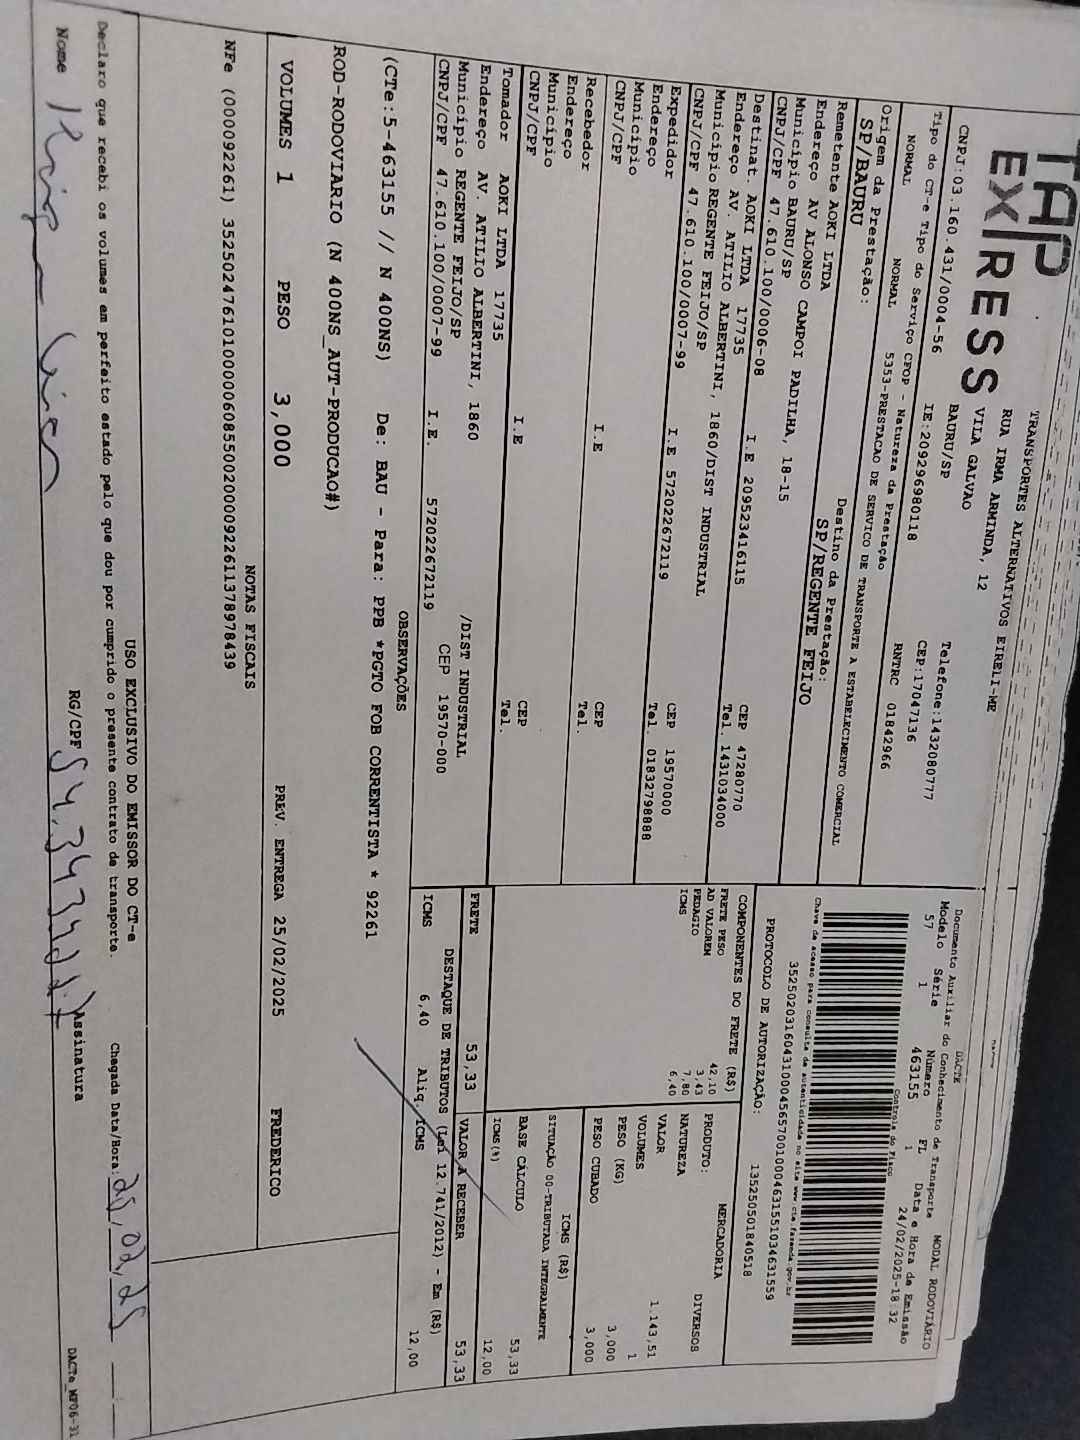 TAP
EXPRESS
TRANSPORTES ALTERNATIVOS EIRELI-ME
RUA IRMA ARMINDA, 12
VILA GALVAO
BAURU/SP
Telefone:1432080777
CEP:17047136
CNPJ:03.160.431/0004-56 IE:209296980118
Tipo do CT-e Tipo do Serviço CFOP - Natureza da Prestação RNTRC 01842966
NORMAL NORMAL 5353-PRESTACAO DE SERVICO DE TRANSPORTE A ESTABELECIMENTO COMERCIAL
Origem da Prestação: Destino da Prestação:
SP/BAURU SP/REGENTE FEIJO
Remetente AOKI LTDA
Endereço AV ALONSO CAMPOI PADILHA, 18-15
Município BAURU/SP CEP 47280770
CNPJ/CPF 47.610.100/0006-08 I.E 209523416115 Tel. 1431034000
Destinat. AOKI LTDA 17735
Endereço AV. ATILIO ALBERTINI, 1860/DIST INDUSTRIAL
Município REGENTE FEIJO/SP CEP 19570000
CNPJ/CPF 47.610.100/0007-99 I.E 572022672119 Tel. 01832798888
Expedidor
Endereço
Município CEP
CNPJ/CPF I.E Tel.
Recebedor
Endereço
Município CEP
CNPJ/CPF I.E Tel.
Tomador AOKI LTDA 17735
Endereço AV. ATILIO ALBERTINI, 1860 /DIST INDUSTRIAL
Município REGENTE FEIJO/SP CEP 19570-000
CNPJ/CPF 47.610.100/0007-99 I.E. 572022672119
DACTE
Documento Auxiliar do Conhecimento de Transporte MODAL RODOVIÁRIO
Modelo Série Número FL Data e Hora de Emissão
57 1 463155 1 24/02/2025-18:32
Controle do Fisco
Chave de acesso para consulta de autenticidade no site www.cte.fazenda.gov.br
35250203160431000456570010004631551034631559
PROTOCOLO DE AUTORIZAÇÃO: 135250501840518
COMPONENTES DO FRETE (R$)
FRETE PESO 42,10
AD VALOREM 3,43
PEDAGIO 7,80
ICMS 6,40
MERCADORIA
PRODUTO: DIVERSOS
NATUREZA
VALOR 1.143,51
VOLUMES 1
PESO (KG) 3,000
PESO CUBADO 3,000
ICMS (R$)
SITUAÇÃO 00-TRIBUTADA INTEGRALMENTE
BASE CÁLCULO 53,33
ICMS(%) 12,00
FRETE 53,33 VALOR A RECEBER 53,33
DESTAQUE DE TRIBUTOS (Lei 12.741/2012) - Em (R$)
ICMS 6,40 Aliq. ICMS 12,00
OBSERVAÇÕES
(CTe:5-463155 // N 400NS) De: BAU - Para: PPB *PGTO FOB CORRENTISTA * 92261
ROD-RODOVIARIO (N 400NS_AUT-PRODUCAO#)
VOLUMES 1 PESO 3,000 PREV. ENTREGA 25/02/2025 FREDERICO
NOTAS FISCAIS
NFe (000092261) 35250247610100000608550020000922611378978439
USO EXCLUSIVO DO EMISSOR DO CT-e
Declaro que recebi os volumes em perfeito estado pelo que dou por cumprido o presente contrato de transporte. Chegada Data/Hora: 25/02/25
Nome RG/CPF Assinatura
DACTe_MF06-31